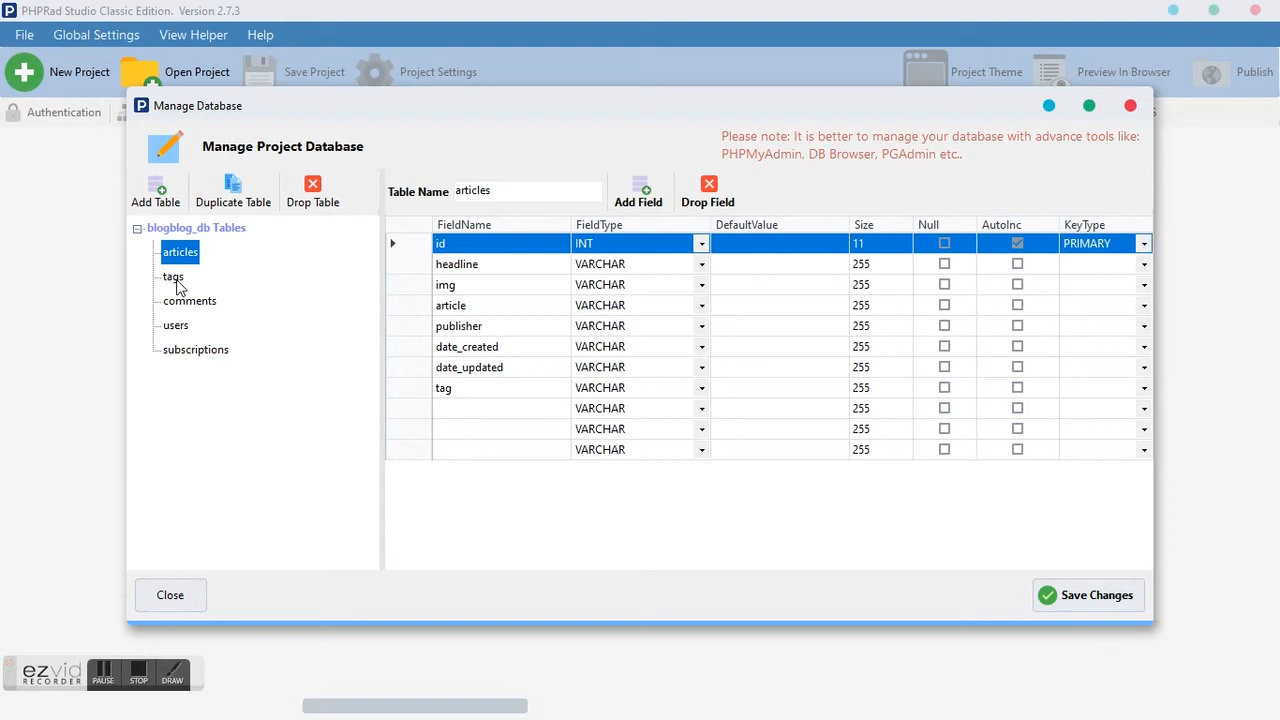 PHPRad Studio Classic Edition. Version 2.7.3
File Global Settings View Helper Help
New Project Open Project Save Project Project Settings Project Theme Preview In Browser Publish
Authentication
Manage Database
Manage Project Database
Please note: It is better to manage your database with advance tools like:
PHPMyAdmin, DB Browser, PGAdmin etc..
Add Table Duplicate Table Drop Table
Table Name articles Add Field Drop Field
blogblog_db Tables
articles
tags
comments
users
subscriptions
FieldName FieldType DefaultValue Size Null AutoInc KeyType
id INT 11 PRIMARY
headline VARCHAR 255
img VARCHAR 255
article VARCHAR 255
publisher VARCHAR 255
date_created VARCHAR 255
date_updated VARCHAR 255
tag VARCHAR 255
VARCHAR 255
VARCHAR 255
VARCHAR 255
Close Save Changes
ezvid
RECORDER
PAUSE STOP DRAW